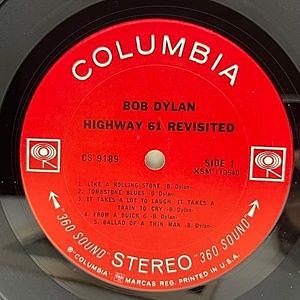 COLUMBIA
BOB DYLAN
HIGHWAY 61 REVISITED
CS 9189
SIDE 1
XSM 110540
1. LIKE A ROLLING STONE -B. Dylan-
2. TOMBSTONE BLUES -B. Dylan-
3. IT TAKES A LOT TO LAUGH, IT TAKES A
TRAIN TO CRY -B. Dylan-
4. FROM A BUICK 6 -B. Dylan-
5. BALLAD OF A THIN MAN -B. Dylan-
"360 SOUND" STEREO "360 SOUND"
® "COLUMBIA" MARCAS REG. PRINTED IN U.S.A.